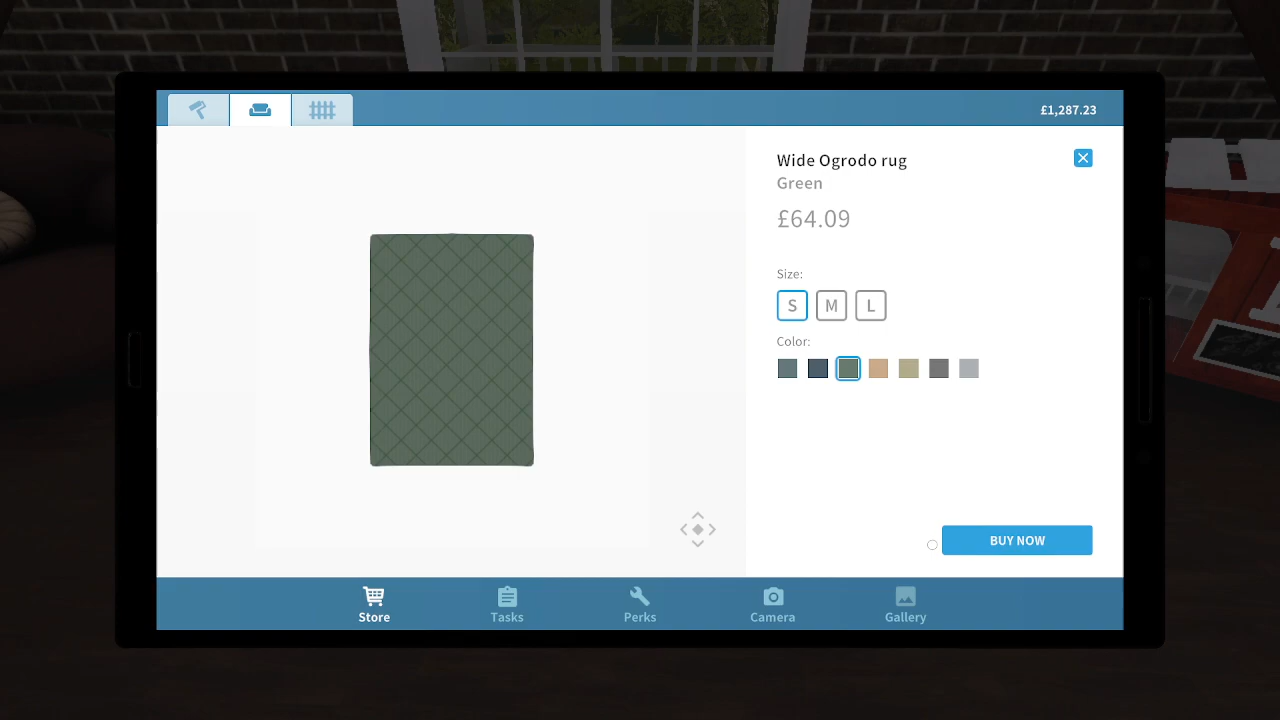 £1,287.23
Wide Ogrodo rug
Green
£64.09
Size:
S M L
Color:
BUY NOW
Store Tasks Perks Camera Gallery